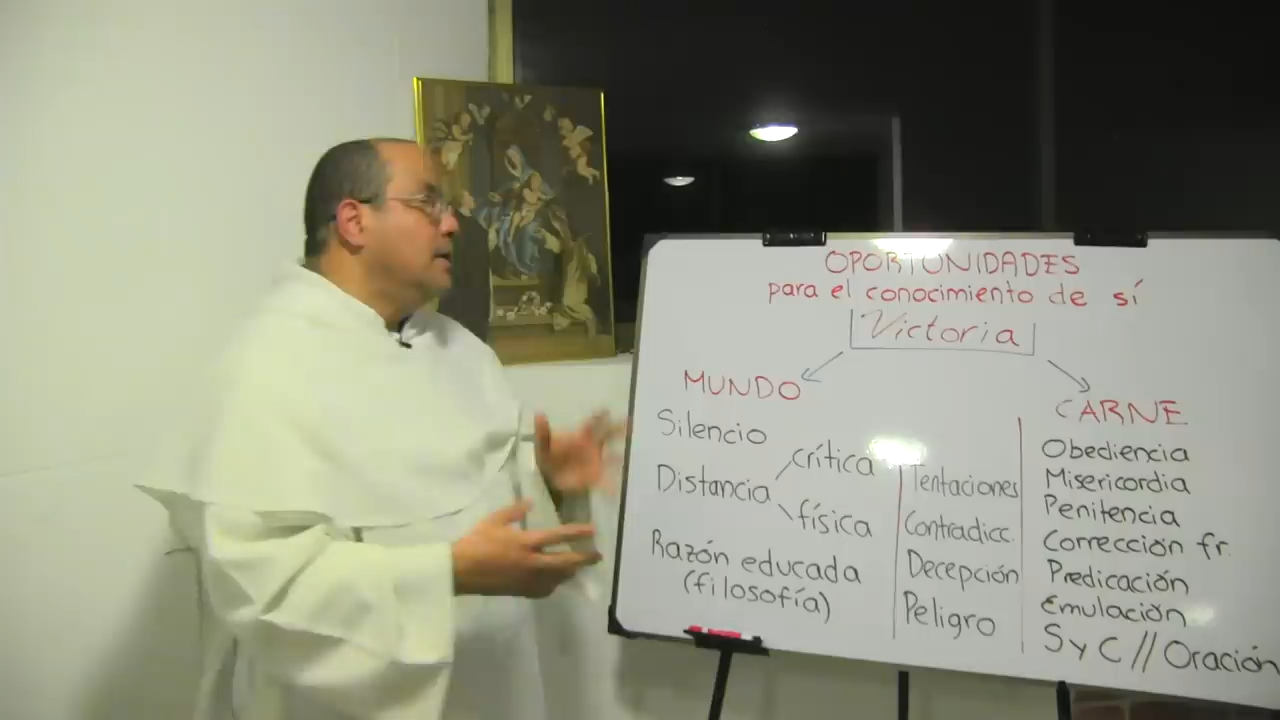 OPORTUNIDADES
para el conocimiento de sí
Victoria
MUNDO
Silencio
Distancia
crítica
física
Razón educada
(filosofía)
Tentaciones
Contradicc.
Decepción
Peligro
CARNE
Obediencia
Misericordia
Penitencia
Corrección fr.
Predicación
Emulación
S y C // Oración